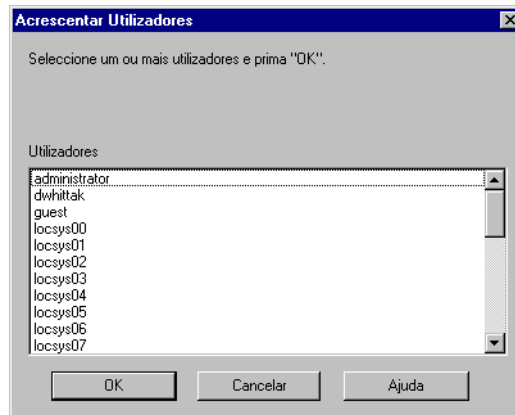 Acrescentar Utilizadores
Seleccione um ou mais utilizadores e prima "OK".
Utilizadores
administrator
dwhittak
guest
locsys00
locsys01
locsys02
locsys03
locsys04
locsys05
locsys06
locsys07
OK Cancelar Ajuda